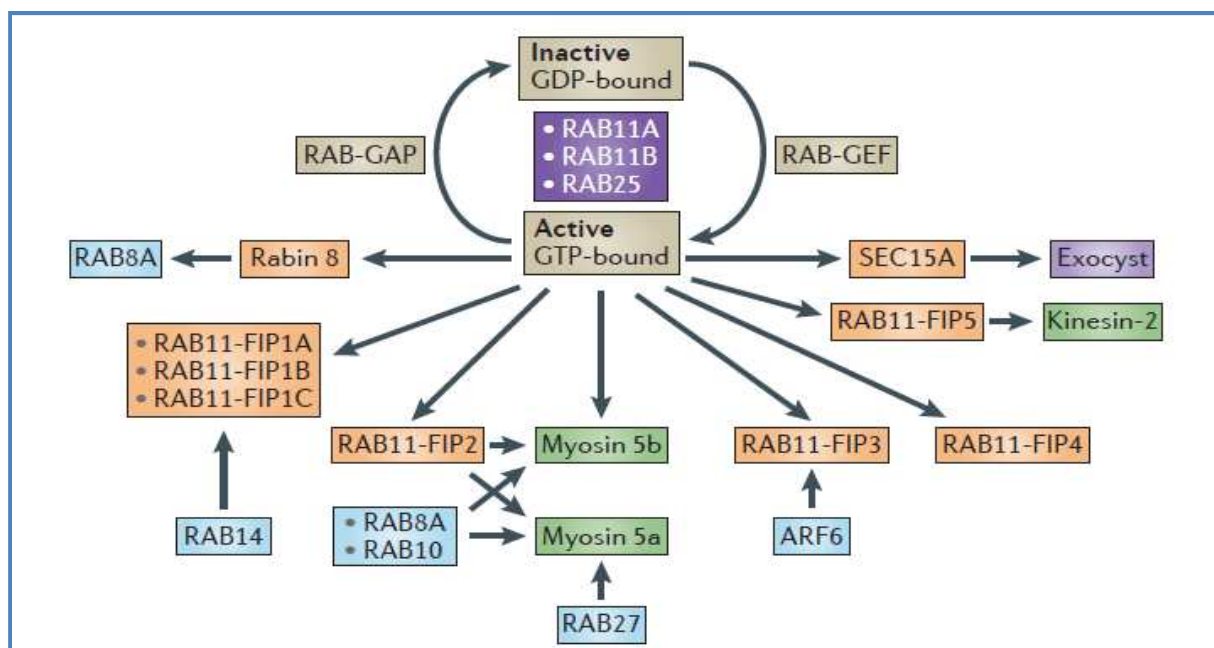 Inactive
GDP-bound
• RAB11A
• RAB11B
• RAB25
RAB-GAP
RAB-GEF
Active
GTP-bound
RAB8A
Rabin 8
SEC15A
Exocyst
RAB11-FIP5
Kinesin-2
• RAB11-FIP1A
• RAB11-FIP1B
• RAB11-FIP1C
RAB11-FIP2
Myosin 5b
RAB11-FIP3
RAB11-FIP4
RAB14
• RAB8A
• RAB10
Myosin 5a
ARF6
RAB27